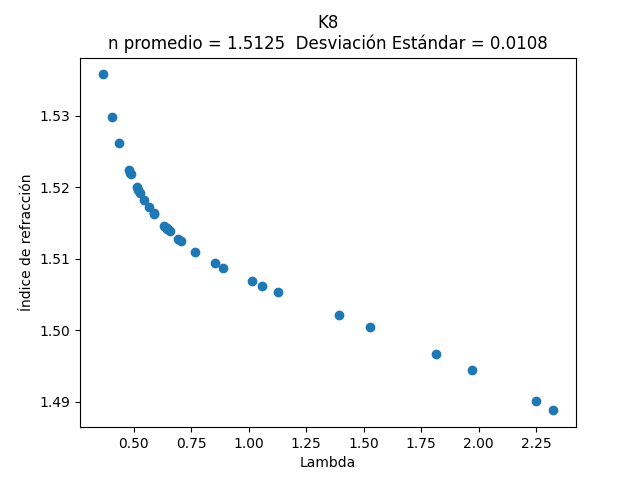 K8
n promedio = 1.5125  Desviación Estándar = 0.0108
1.53
1.52
1.51
1.50
1.49
Índice de refracción
0.50 0.75 1.00 1.25 1.50 1.75 2.00 2.25
Lambda